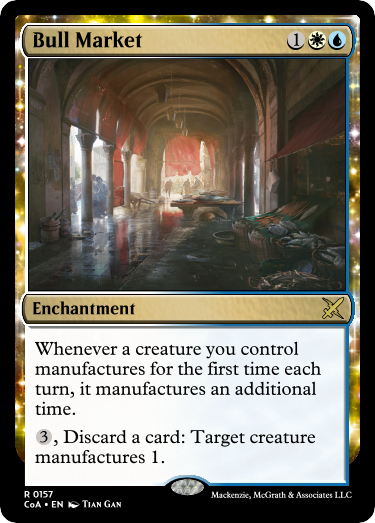 Bull Market 1
Enchantment
Whenever a creature you control
manufactures for the first time each
turn, it manufactures an additional
time.
3, Discard a card: Target creature
manufactures 1.
R 0157
CoA • EN Tian Gan
Mackenzie, McGrath & Associates LLC